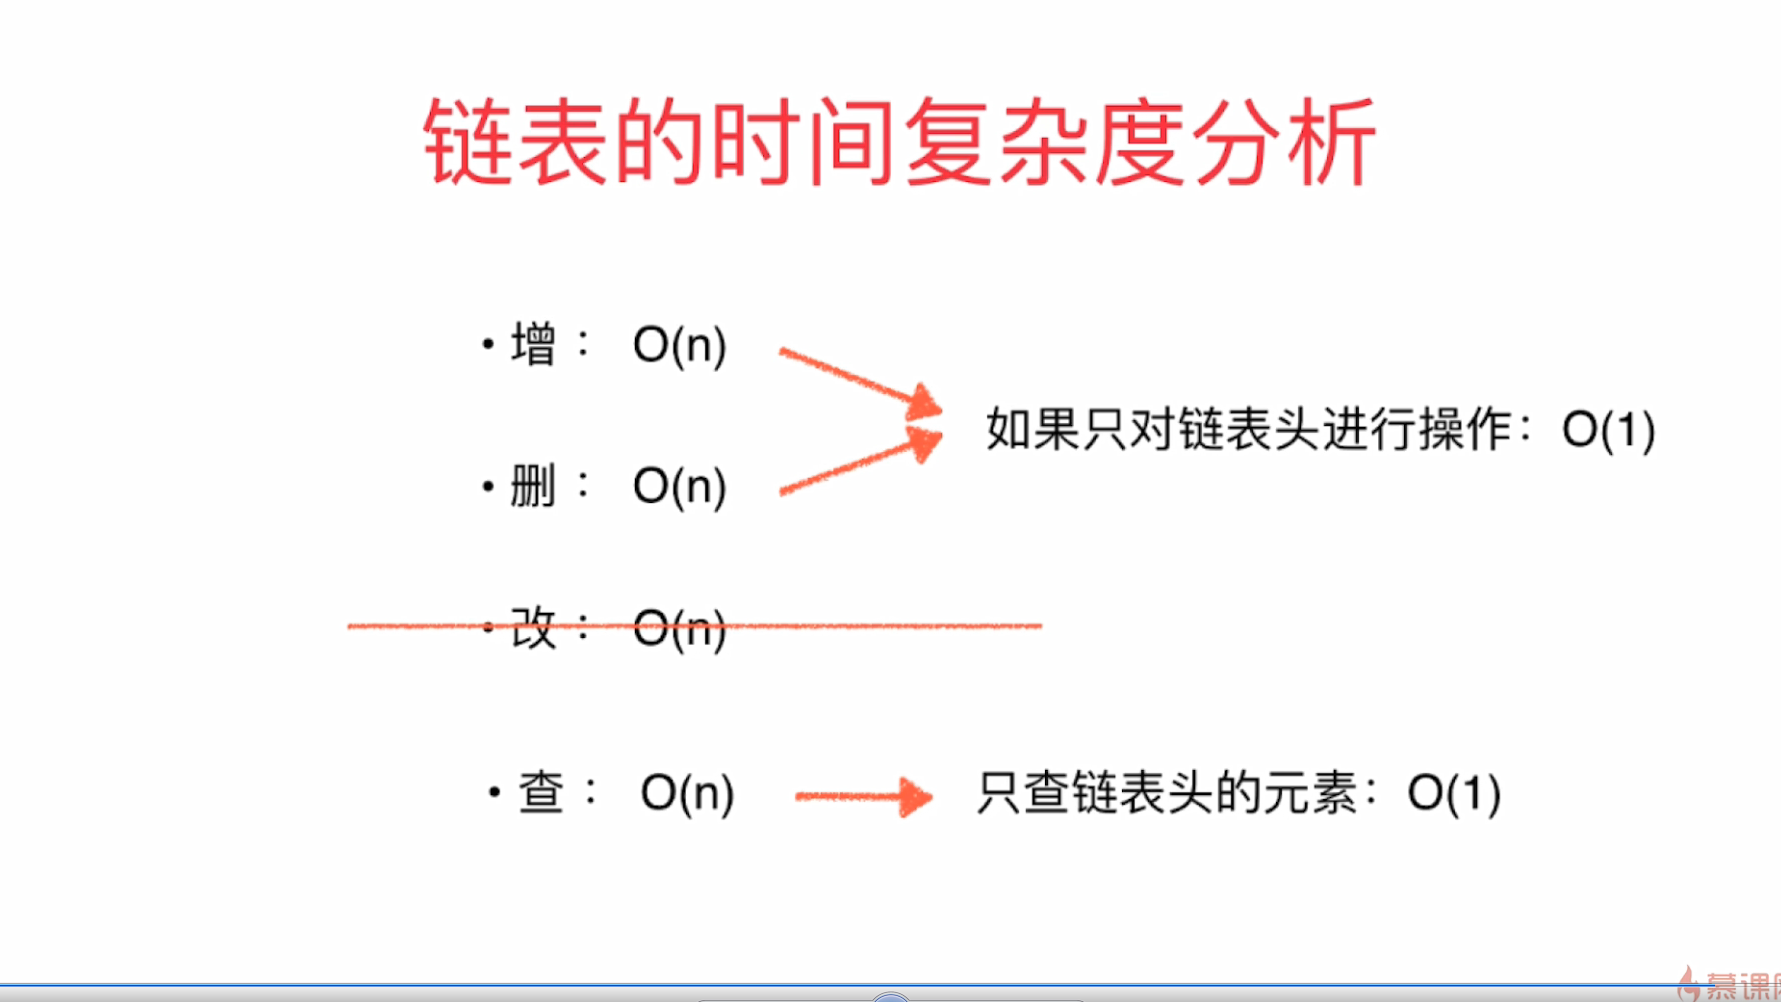 链表的时间复杂度分析
• 增： O(n)
如果只对链表头进行操作：O(1)
• 删： O(n)
• 改： O(n)
• 查： O(n)
只查链表头的元素：O(1)
慕课网